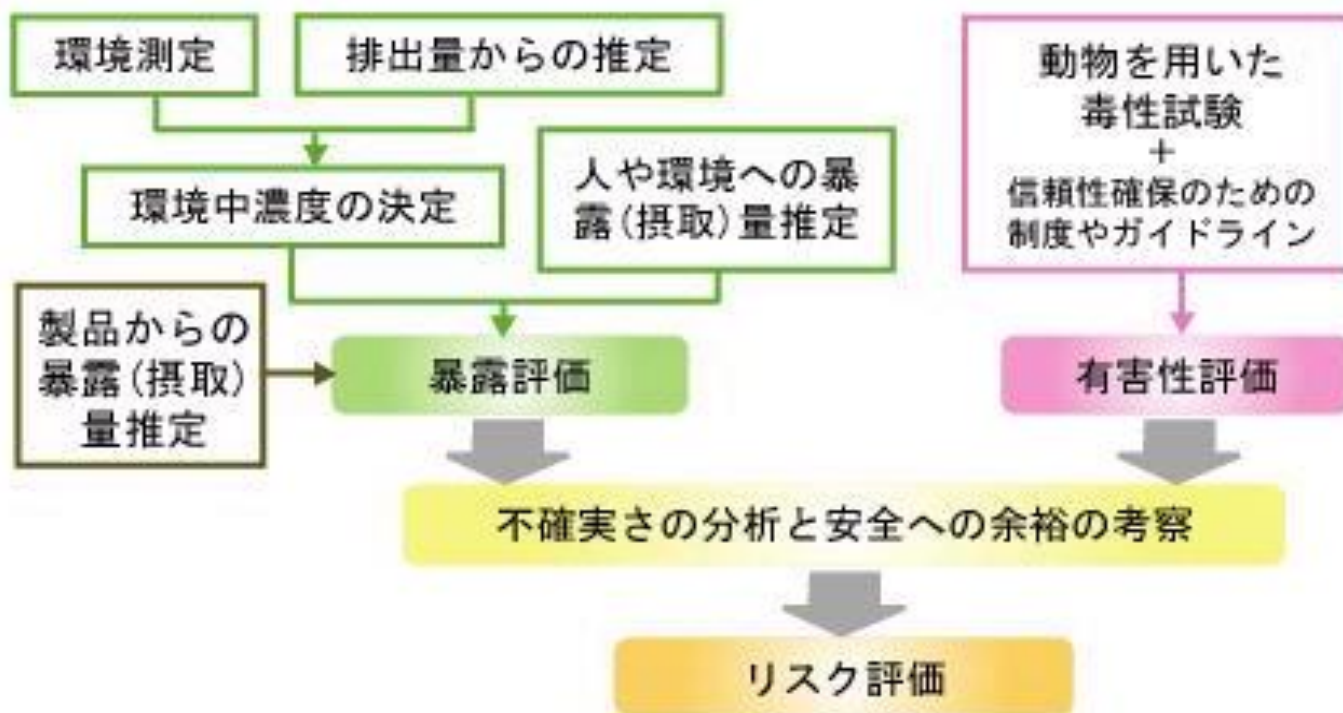 環境測定
排出量からの推定
動物を用いた
毒性試験
+
信頼性確保のための
制度やガイドライン
環境中濃度の決定
人や環境への暴
露(摂取)量推定
製品からの
暴露(摂取)
量推定
暴露評価
有害性評価
不確実さの分析と安全への余裕の考察
リスク評価